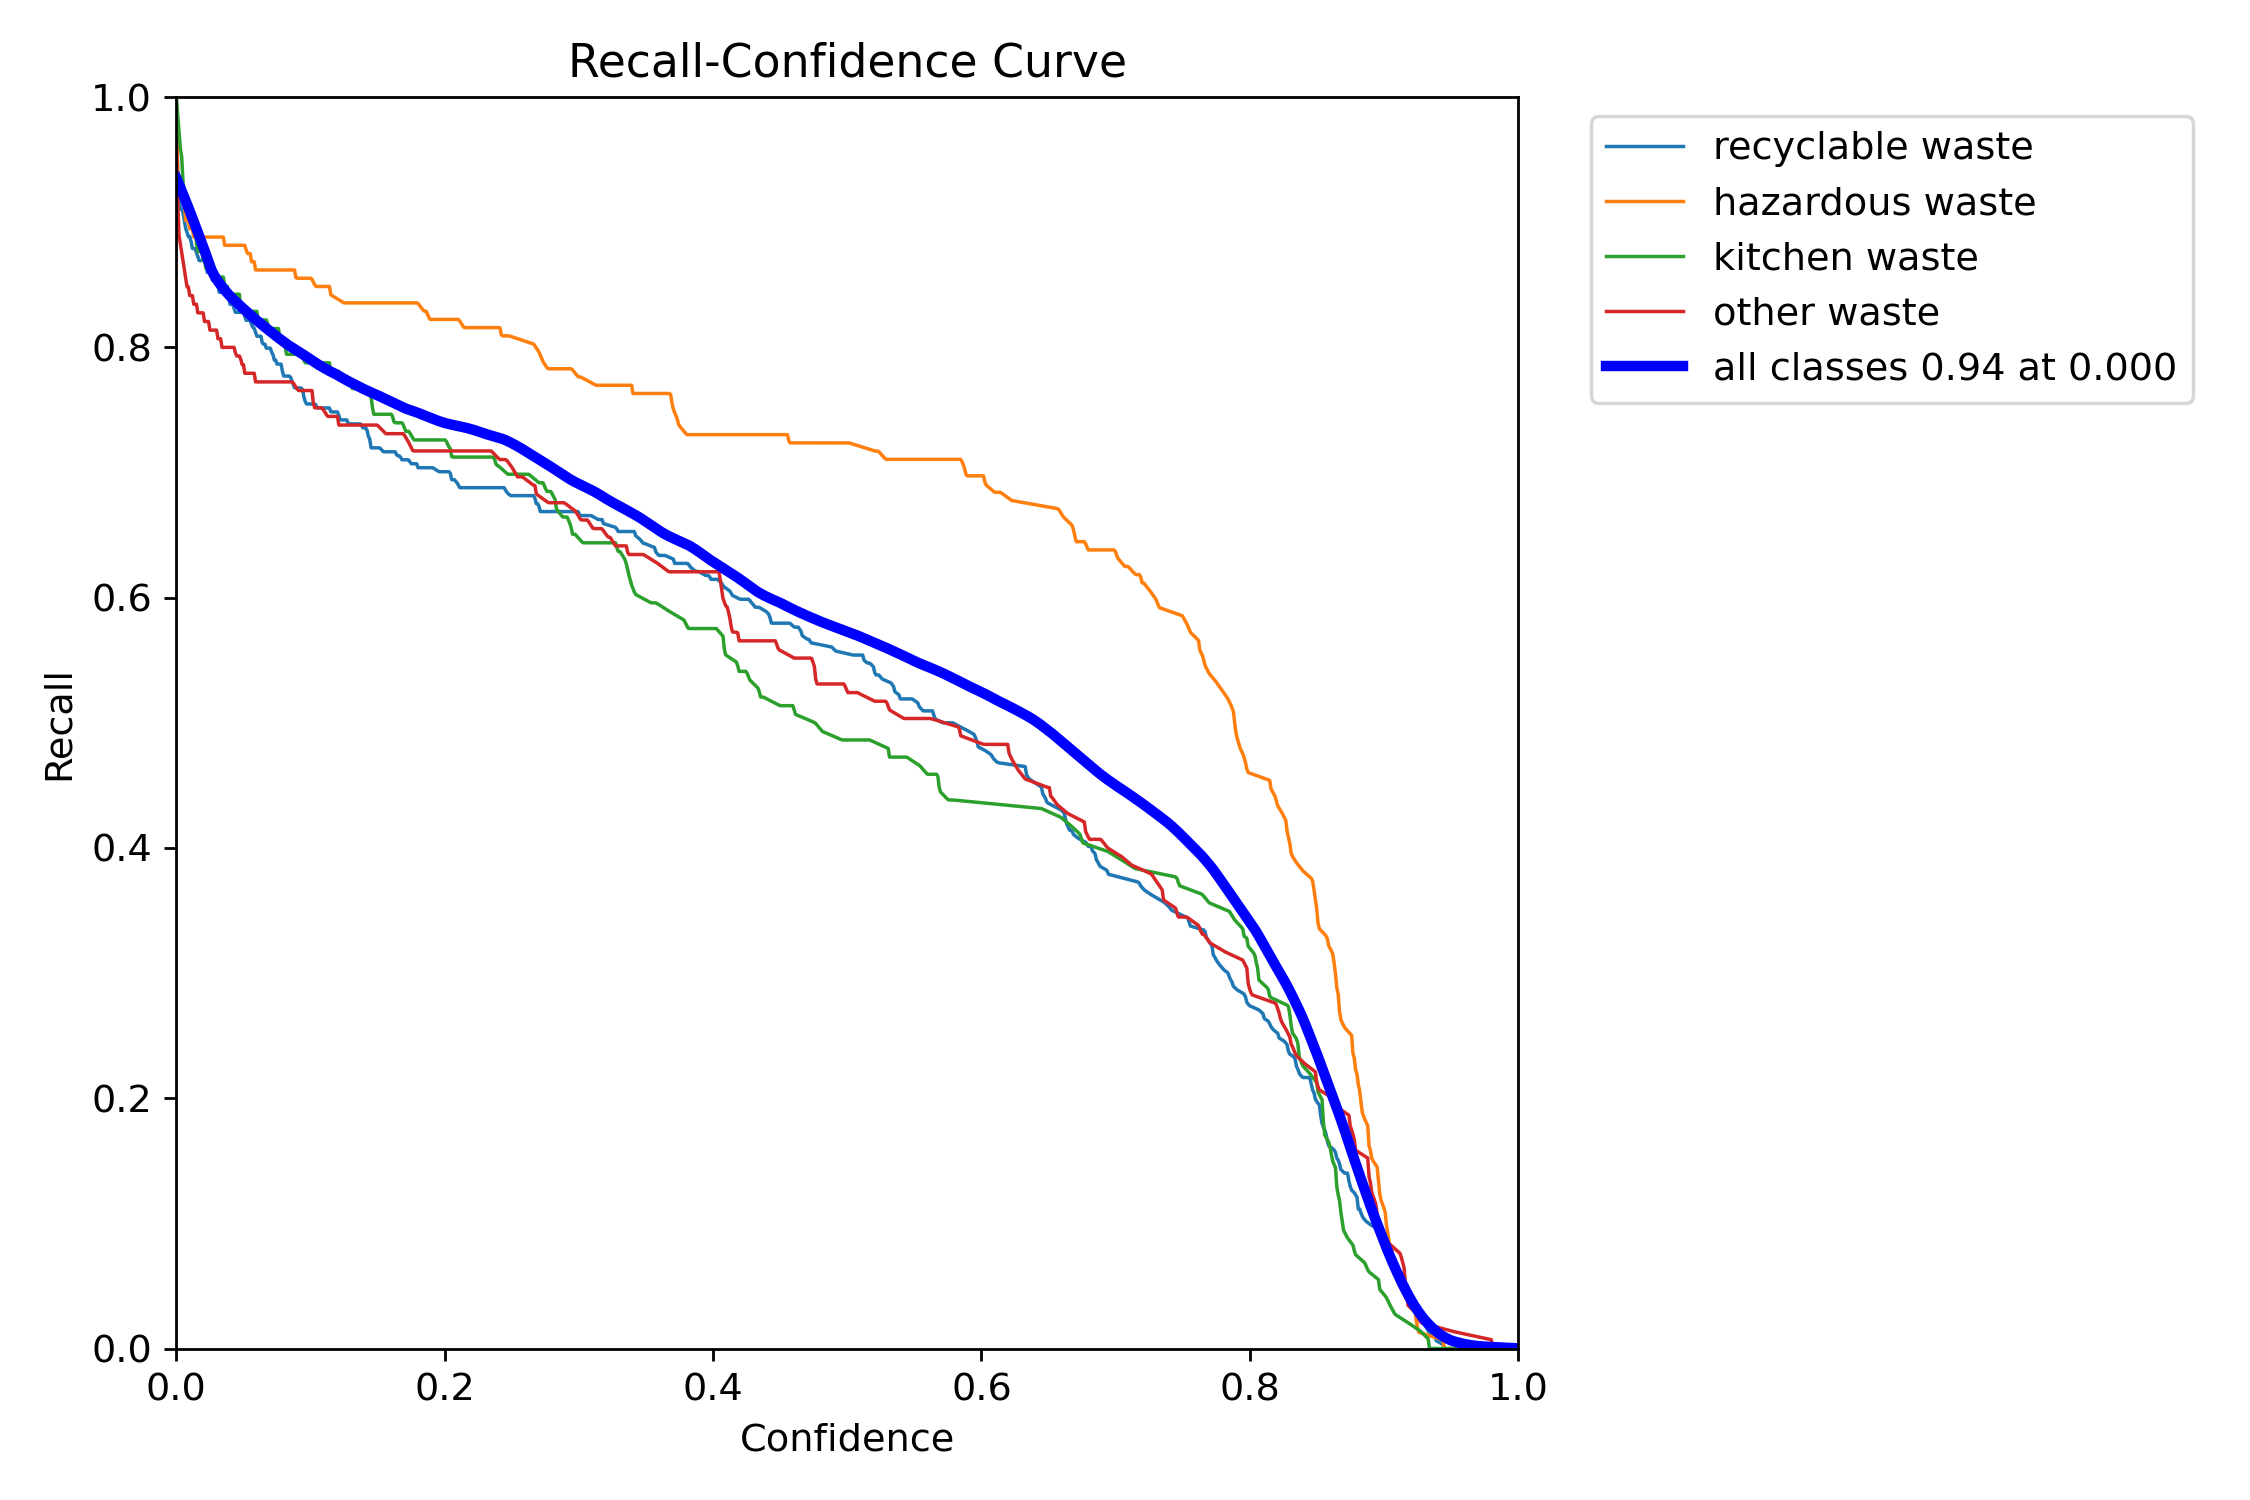 Recall-Confidence Curve
1.0
0.8
0.6
0.4
0.2
0.0
Recall
0.0 0.2 0.4 0.6 0.8 1.0
Confidence
recyclable waste
hazardous waste
kitchen waste
other waste
all classes 0.94 at 0.000